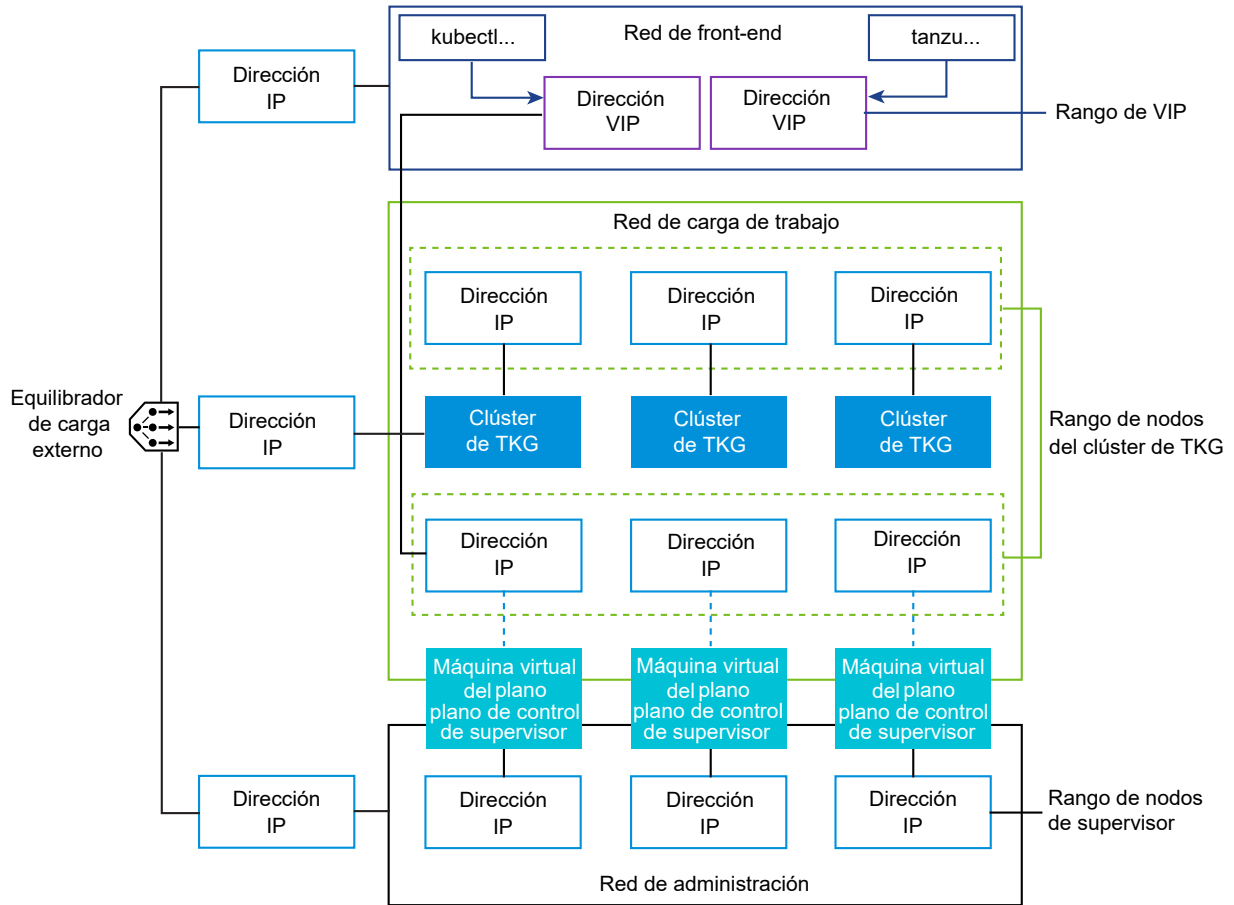 kubectl...
Red de front-end
tanzu...
Dirección
IP
Dirección
VIP
Dirección
VIP
Rango de VIP
Red de carga de trabajo
Dirección
IP
Dirección
IP
Dirección
IP
Equilibrador
de carga
externo
Dirección
IP
Clúster
de TKG
Clúster
de TKG
Clúster
de TKG
Rango de nodos
del clúster de TKG
Dirección
IP
Dirección
IP
Dirección
IP
Máquina virtual
del plano
plano de control
de supervisor
Máquina virtual
del plano
plano de control
de supervisor
Máquina virtual
del plano
plano de control
de supervisor
Dirección
IP
Dirección
IP
Dirección
IP
Dirección
IP
Rango de nodos
de supervisor
Red de administración